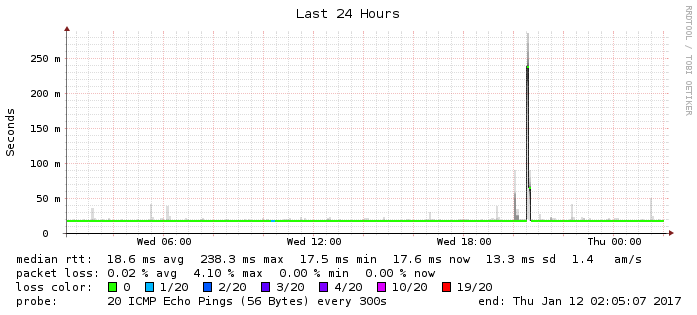 Last 24 Hours
RRDTOOL / TOBI OETIKER
Seconds
250 m
200 m
150 m
100 m
50 m
0
Wed 06:00 Wed 12:00 Wed 18:00 Thu 00:00
median rtt: 18.6 ms avg 238.3 ms max 17.5 ms min 17.6 ms now 13.3 ms sd 1.4 am/s
packet loss: 0.02 % avg 4.10 % max 0.00 % min 0.00 % now
loss color: 0 1/20 2/20 3/20 4/20 10/20 19/20
probe: 20 ICMP Echo Pings (56 Bytes) every 300s end: Thu Jan 12 02:05:07 2017